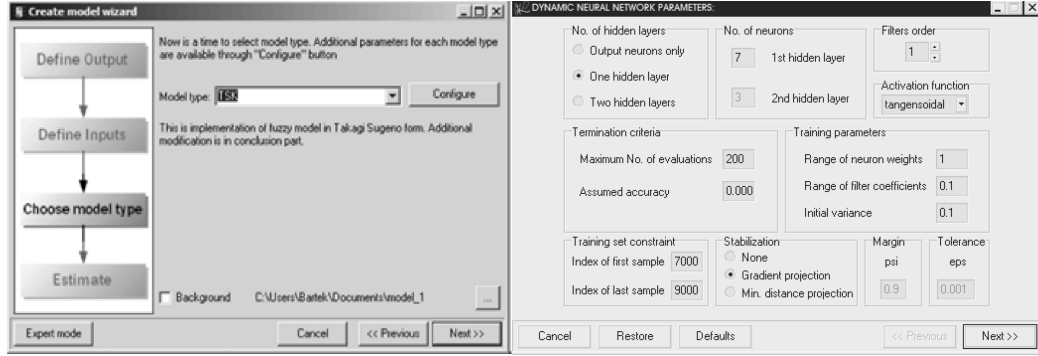 Create model wizard
Define Output
Define Inputs
Choose model type
Estimate
Now is a time to select model type. Additional parameters for each model type
are available through "Configure" button
Model type: TSK
Configure
This is implementation of fuzzy model in Takagi Sugeno form. Additional
modification is in conclusion part.
Background C:\Users\Bartek\Documents\model_1 ...
Expert mode Cancel << Previous Next >>
DYNAMIC NEURAL NETWORK PARAMETERS:
No. of hidden layers
Output neurons only
One hidden layer
Two hidden layers
No. of neurons
7 1st hidden layer
3 2nd hidden layer
Filters order
1
Activation function
tangensoidal
Termination criteria
Maximum No. of evaluations 200
Assumed accuracy 0.000
Training parameters
Range of neuron weights 1
Range of filter coefficients 0.1
Initial variance 0.1
Training set constraint
Index of first sample 7000
Index of last sample 9000
Stabilization
None
Gradient projection
Min. distance projection
Margin
psi
0.9
Tolerance
eps
0.001
Cancel Restore Defaults << Previous Next >>